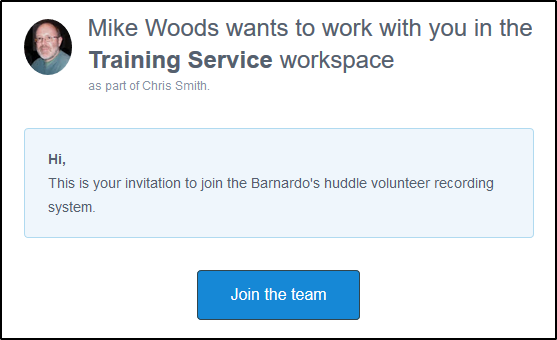 Mike Woods wants to work with you in the
Training Service workspace
as part of Chris Smith.
Hi,
This is your invitation to join the Barnardo's huddle volunteer recording
system.
Join the team